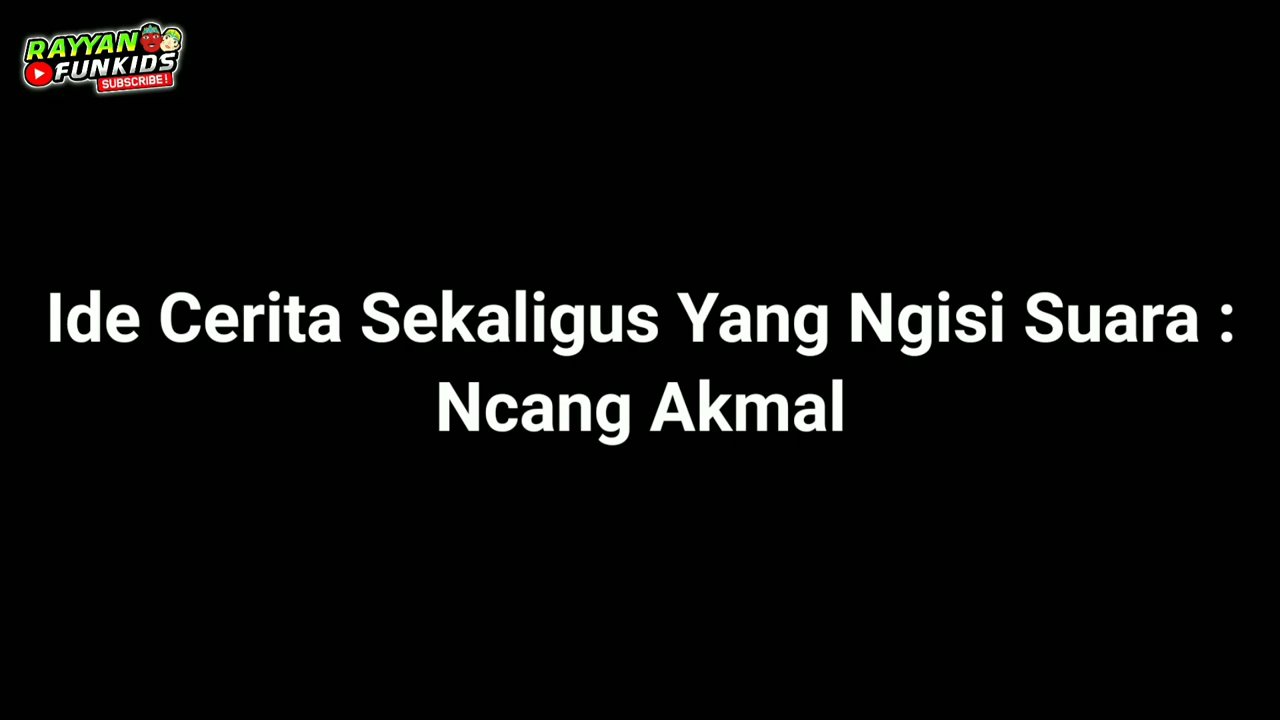 RAYYAN
FUNKIDS
SUBSCRIBE!
Ide Cerita Sekaligus Yang Ngisi Suara :
Ncang Akmal